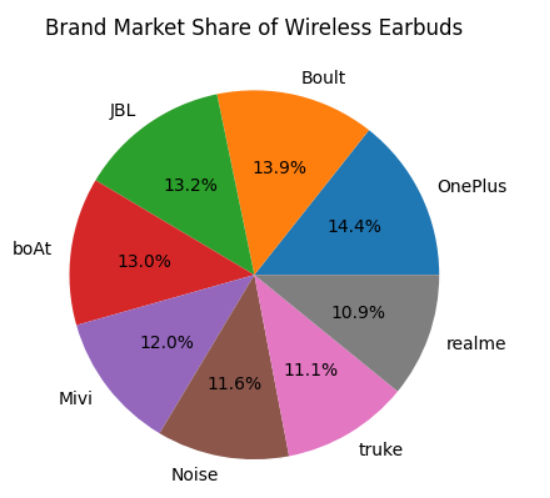 Brand Market Share of Wireless Earbuds
Boult
JBL
13.9%
13.2%
OnePlus
14.4%
boAt
13.0%
10.9%
12.0%
realme
11.1%
11.6%
Mivi
truke
Noise